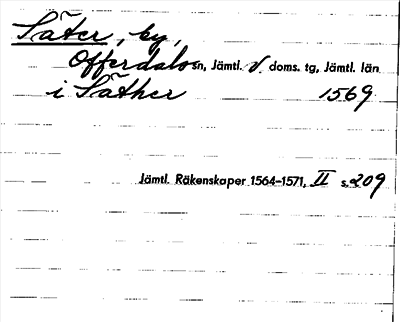 Säter, by,
Offerdals sn, Jämtl. V. doms. tg, Jämtl. län
i Säther 1569
Jämtl. Räkenskaper 1564-1571, II s. 209